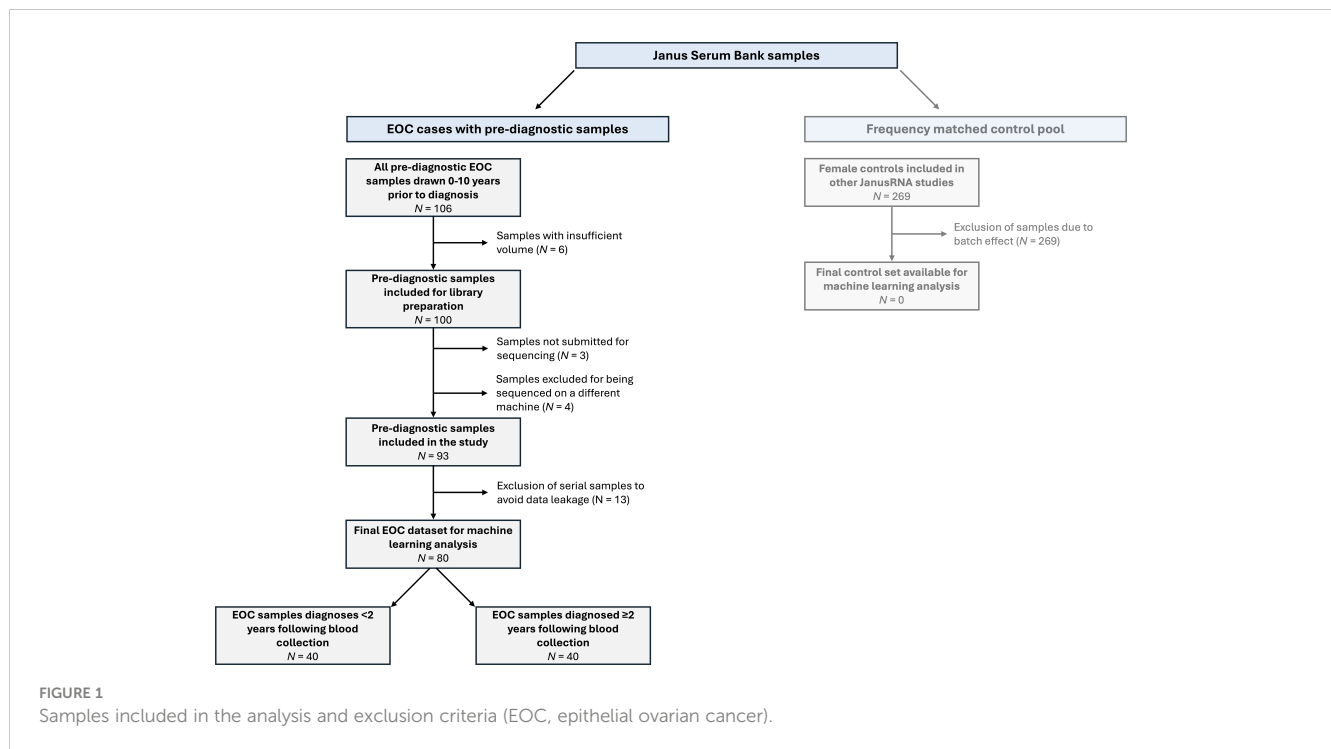 Janus Serum Bank samples
EOC cases with pre-diagnostic samples
All pre-diagnostic EOC
samples drawn 0-10 years
prior to diagnosis
N = 106
Samples with insufficient
volume (N = 6)
Pre-diagnostic samples
included for library
preparation
N = 100
Samples not submitted for
sequencing (N = 3)
Samples excluded for being
sequenced on a different
machine (N = 4)
Pre-diagnostic samples
included in the study
N = 93
Exclusion of serial samples to
avoid data leakage (N = 13)
Final EOC dataset for machine
learning analysis
N = 80
EOC samples diagnoses <2
years following blood
collection
N = 40
EOC samples diagnosed ≥2
years following blood
collection
N = 40
Frequency matched control pool
Female controls included in
other JanusRNA studies
N = 269
Exclusion of samples due to
batch effect (N = 269)
Final control set available for
machine learning analysis
N = 0
FIGURE 1
Samples included in the analysis and exclusion criteria (EOC, epithelial ovarian cancer).